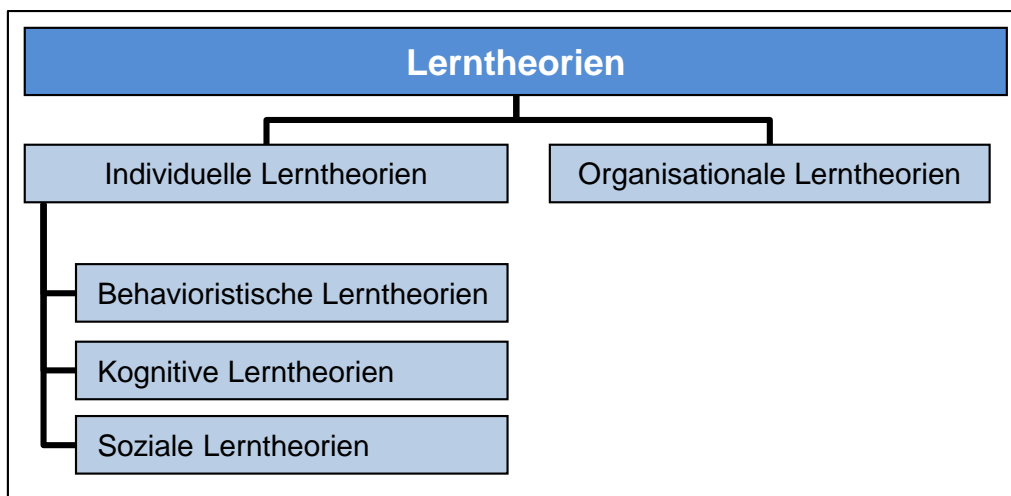 Lerntheorien
Individuelle Lerntheorien
Organisationale Lerntheorien
Behavioristische Lerntheorien
Kognitive Lerntheorien
Soziale Lerntheorien